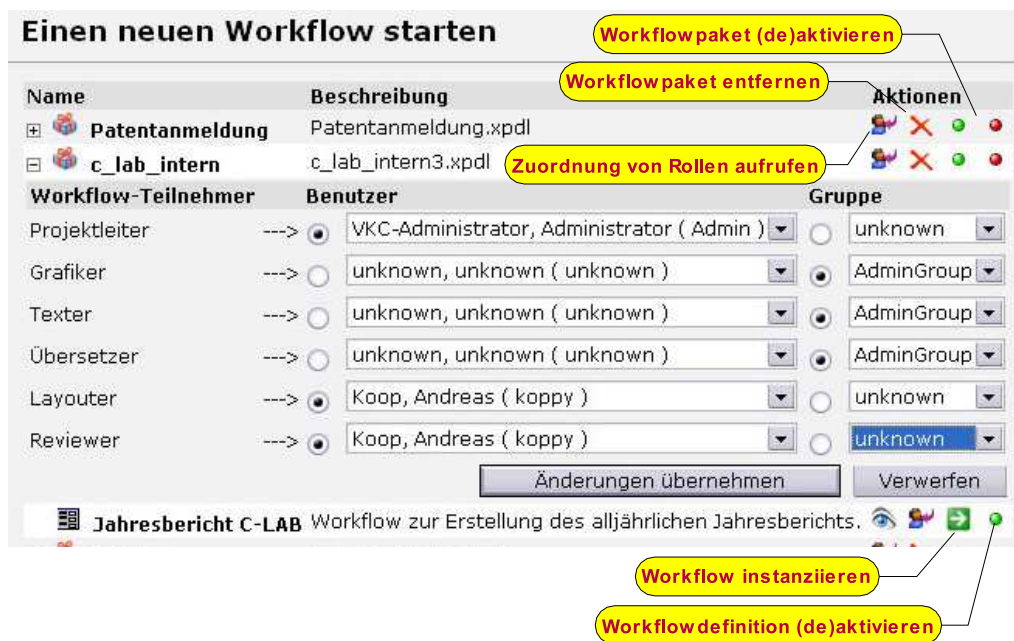 Einen neuen Workflow starten
Workflowpaket (de)aktivieren
Workflowpaket entfernen
Name Beschreibung Aktionen
Patentanmeldung Patentanmeldung.xpdl
c_lab_intern c_lab_intern3.xpdl
Zuordnung von Rollen aufrufen
Workflow-Teilnehmer Benutzer Gruppe
Projektleiter ---> VKC-Administrator, Administrator ( Admin ) unknown
Grafiker ---> unknown, unknown ( unknown ) AdminGroup
Texter ---> unknown, unknown ( unknown ) AdminGroup
Übersetzer ---> unknown, unknown ( unknown ) AdminGroup
Layouter ---> Koop, Andreas ( koppy ) unknown
Reviewer ---> Koop, Andreas ( koppy ) unknown
Änderungen übernehmen Verwerfen
Jahresbericht C-LAB Workflow zur Erstellung des alljährlichen Jahresberichts.
Workflow instanziieren
Workflowdefinition (de)aktivieren